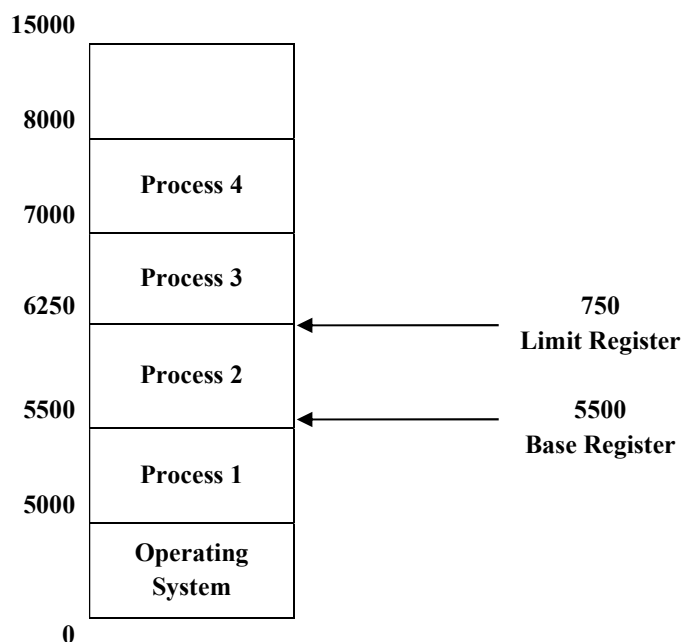 15000
8000
Process 4
7000
Process 3
6250
750
Limit Register
Process 2
5500
5500
Base Register
Process 1
5000
Operating
System
0